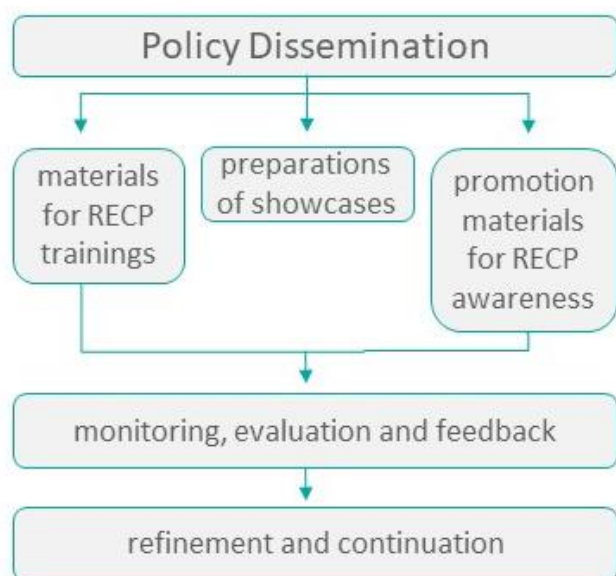 Policy Dissemination
materials
for RECP
trainings
preparations
of showcases
promotion
materials
for RECP
awareness
monitoring, evaluation and feedback
refinement and continuation